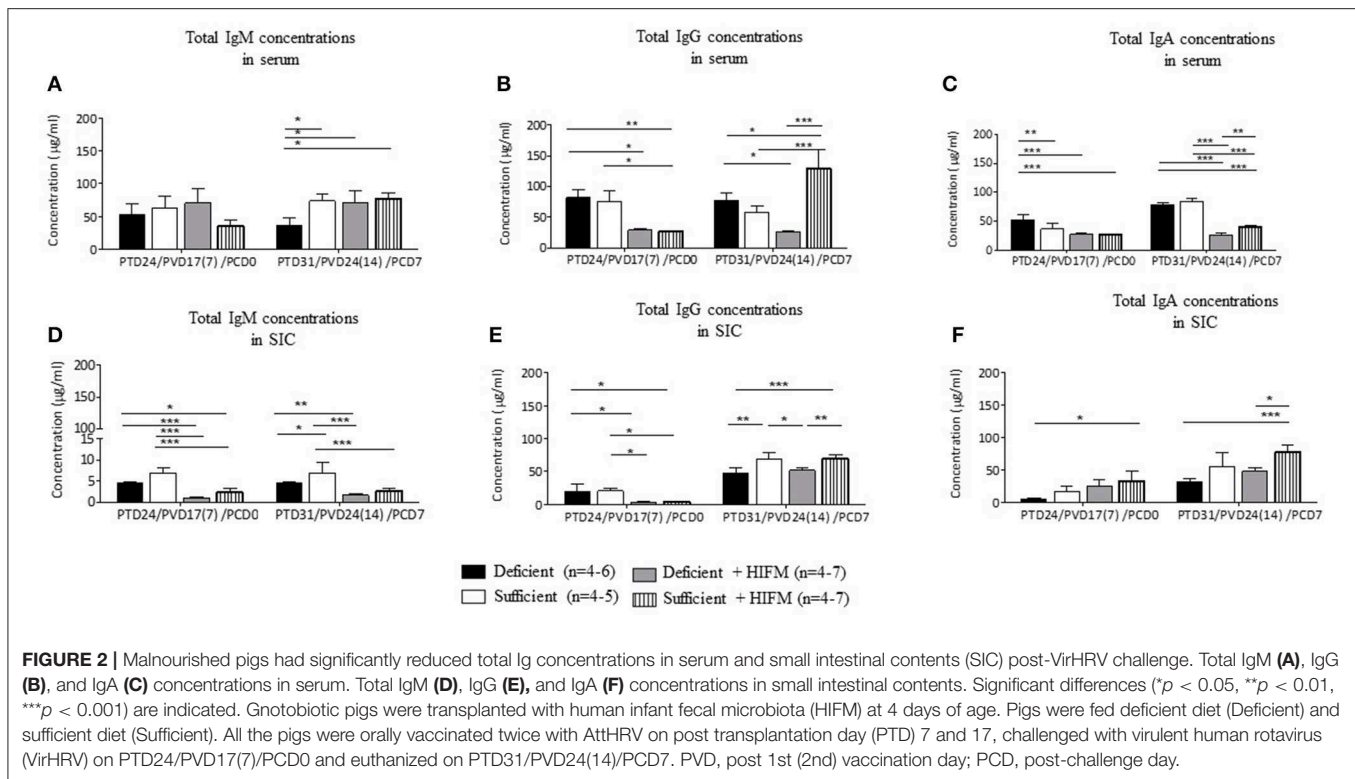 Total IgM concentrations
in serum
A
Concentration (µg/ml)
200
150
100
50
0
*
*
*
PTD24/PVD17(7)/PCD0
PTD31/PVD24(14)/PCD7
Total IgG concentrations
in serum
B
Concentration (µg/ml)
200
150
100
50
0
**
*
*
***
*
***
*
PTD24/PVD17(7)/PCD0
PTD31/PVD24(14)/PCD7
Total IgA concentrations
in serum
C
Concentration (µg/ml)
200
150
100
50
0
**
***
***
**
***
***
***
***
PTD24/PVD17(7)/PCD0
PTD31/PVD24(14)/PCD7
Total IgM concentrations
in SIC
D
Concentration (µg/ml)
200
150
100
15
10
5
0
*
***
***
***
**
***
*
***
PTD24/PVD17(7)/PCD0
PTD31/PVD24(14)/PCD7
Total IgG concentrations
in SIC
E
Concentration (µg/ml)
200
150
100
50
0
*
*
*
*
***
**
*
**
PTD24/PVD17(7)/PCD0
PTD31/PVD24(14)/PCD7
Total IgA concentrations
in SIC
F
Concentration (µg/ml)
200
150
100
50
0
*
*
***
PTD24/PVD17(7)/PCD0
PTD31/PVD24(14)/PCD7
Deficient (n=4-6)
Deficient + HIFM (n=4-7)
Sufficient (n=4-5)
Sufficient + HIFM (n=4-7)
FIGURE 2 | Malnourished pigs had significantly reduced total Ig concentrations in serum and small intestinal contents (SIC) post-VirHRV challenge. Total IgM (A), IgG
(B), and IgA (C) concentrations in serum. Total IgM (D), IgG (E), and IgA (F) concentrations in small intestinal contents. Significant differences (*p < 0.05, **p < 0.01,
***p < 0.001) are indicated. Gnotobiotic pigs were transplanted with human infant fecal microbiota (HIFM) at 4 days of age. Pigs were fed deficient diet (Deficient) and
sufficient diet (Sufficient). All the pigs were orally vaccinated twice with AttHRV on post transplantation day (PTD) 7 and 17, challenged with virulent human rotavirus
(VirHRV) on PTD24/PVD17(7)/PCD0 and euthanized on PTD31/PVD24(14)/PCD7. PVD, post 1st (2nd) vaccination day; PCD, post-challenge day.